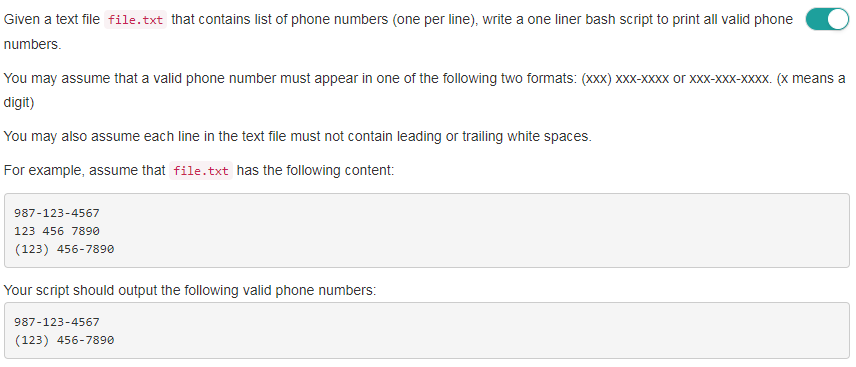 Given a text file file.txt that contains list of phone numbers (one per line), write a one liner bash script to print all valid phone
numbers.
You may assume that a valid phone number must appear in one of the following two formats: (xxx) xxx-xxxx or xxx-xxx-xxxx. (x means a
digit)
You may also assume each line in the text file must not contain leading or trailing white spaces.
For example, assume that file.txt has the following content:
987-123-4567
123 456 7890
(123) 456-7890
Your script should output the following valid phone numbers:
987-123-4567
(123) 456-7890